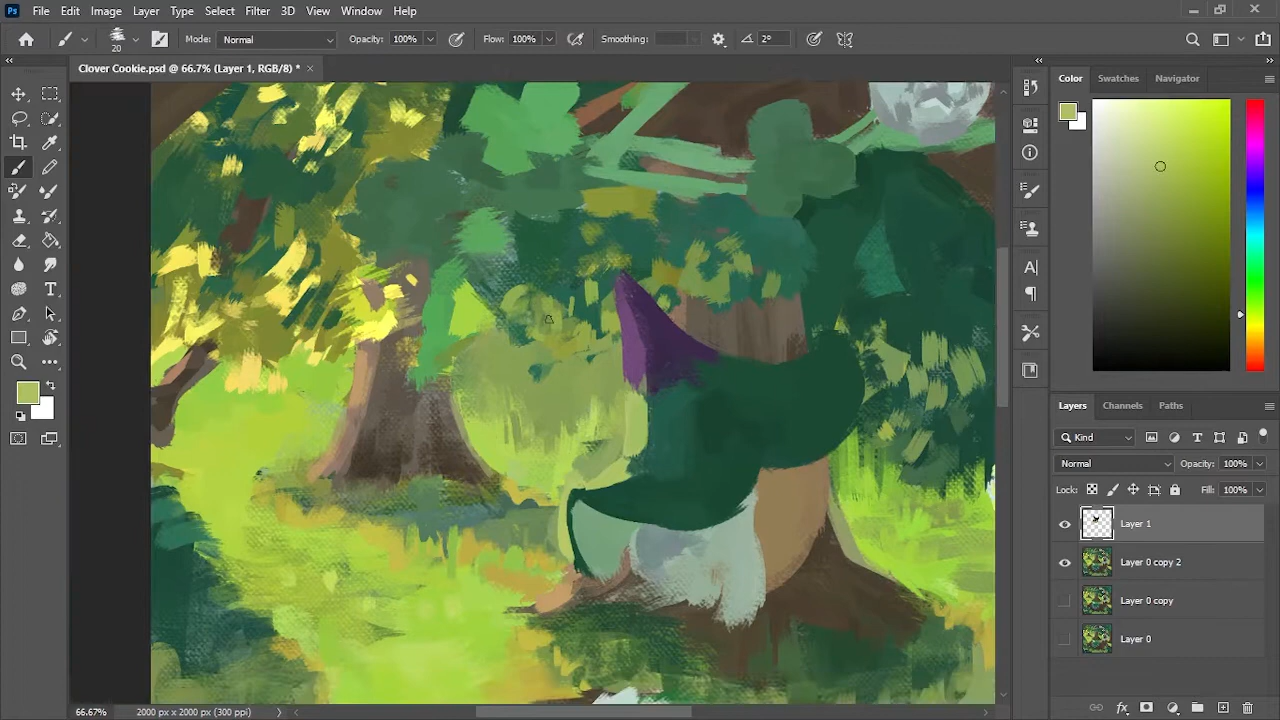 Ps File Edit Image Layer Type Select Filter 3D View Window Help
20 Mode: Normal Opacity: 100% Flow: 100% Smoothing: 2°
Clover Cookie.psd @ 66.7% (Layer 1, RGB/8) *
Color Swatches Navigator
Layers Channels Paths
Kind
Normal Opacity: 100%
Lock: Fill: 100%
Layer 1
Layer 0 copy 2
Layer 0 copy
Layer 0
66.67% 2000 px x 2000 px (300 ppi)